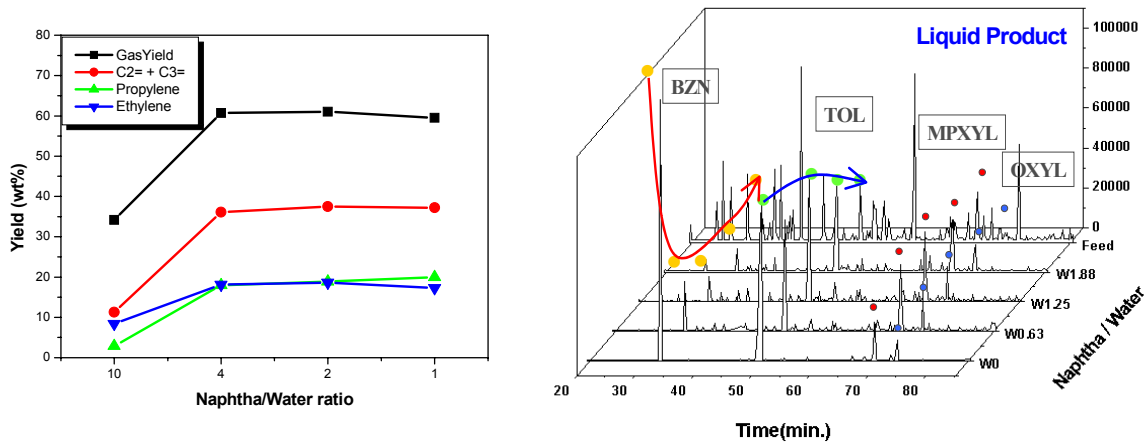 80
70
60
50
40
30
20
10
0
Yield (wt%)
GasYield
C2= + C3=
Propylene
Ethylene
10
4
2
1
Naphtha/Water ratio
Liquid Product
BZN
TOL
MPXYL
OXYL
100000
80000
60000
40000
20000
0
Feed
W1.88
W1.25
W0.63
W0
Naphtha / Water
20
30
40
50
60
70
80
Time(min.)